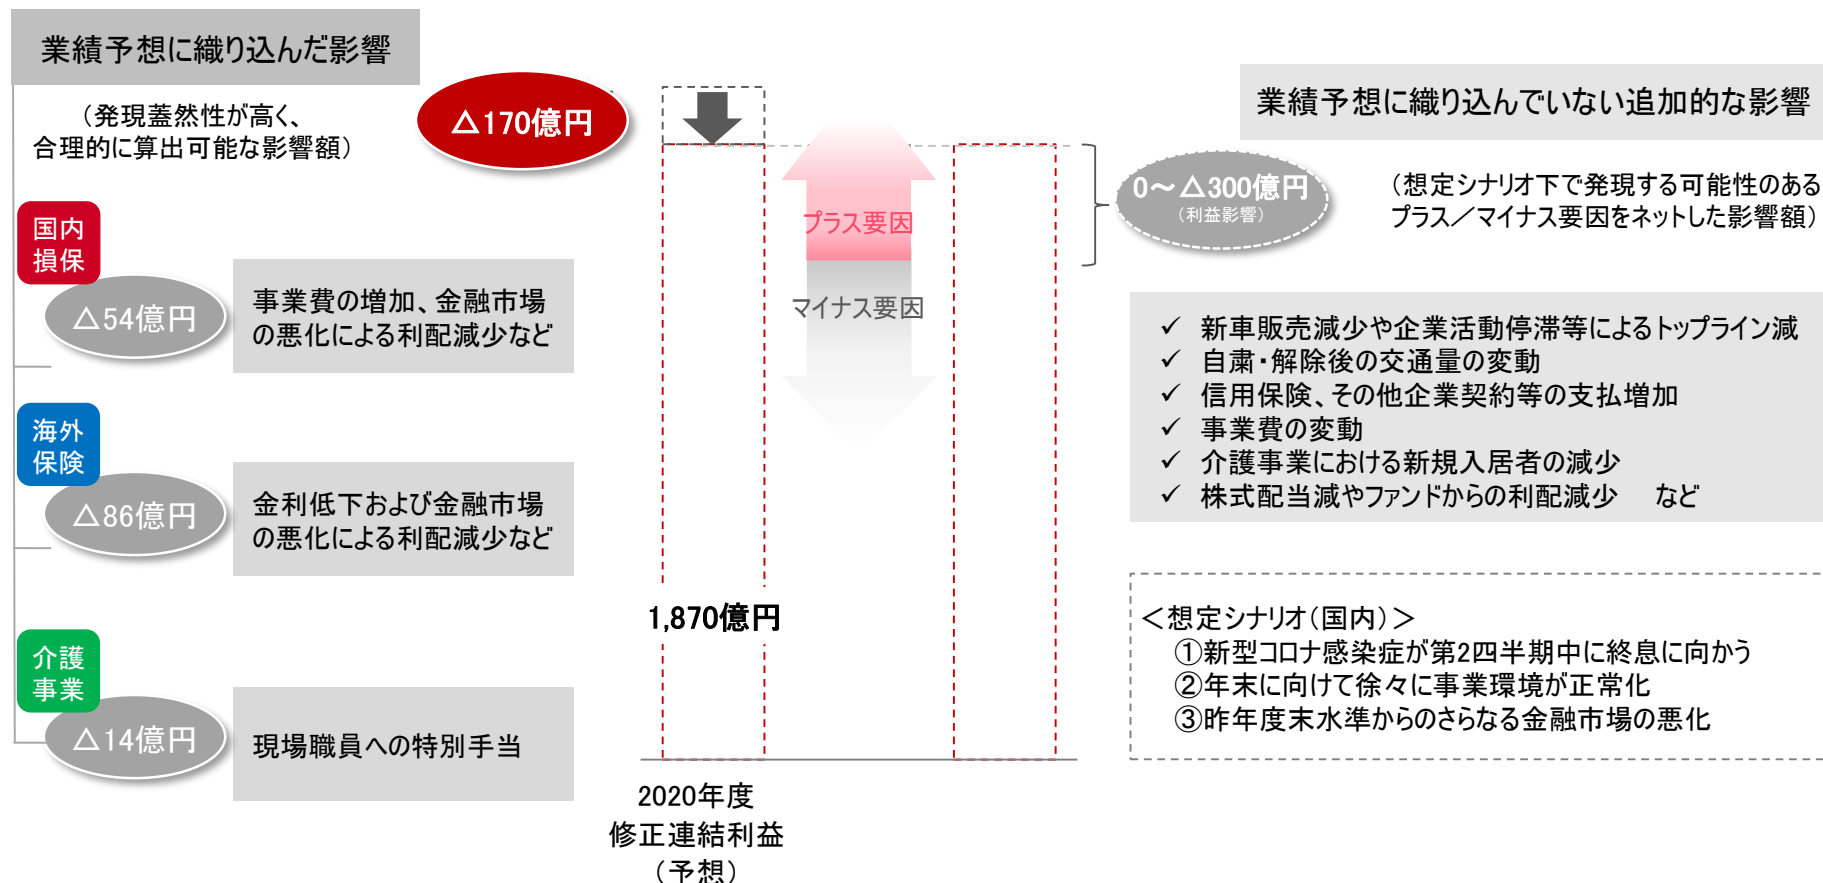 業績予想に織り込んだ影響
（発現蓋然性が高く、
合理的に算出可能な影響額）
△170億円
国内
損保
△54億円
事業費の増加、金融市場
の悪化による利配減少など
海外
保険
△86億円
金利低下および金融市場
の悪化による利配減少など
介護
事業
△14億円
現場職員への特別手当
プラス要因
マイナス要因
1,870億円
2020年度
修正連結利益
（予想）
業績予想に織り込んでいない追加的な影響
0～△300億円
（利益影響）
（想定シナリオ下で発現する可能性のある
プラス／マイナス要因をネットした影響額）
✓ 新車販売減少や企業活動停滞等によるトップライン減
✓ 自粛・解除後の交通量の変動
✓ 信用保険、その他企業契約等の支払増加
✓ 事業費の変動
✓ 介護事業における新規入居者の減少
✓ 株式配当減やファンドからの利配減少　など
＜想定シナリオ（国内）＞
①新型コロナ感染症が第2四半期中に終息に向かう
②年末に向けて徐々に事業環境が正常化
③昨年度末水準からのさらなる金融市場の悪化